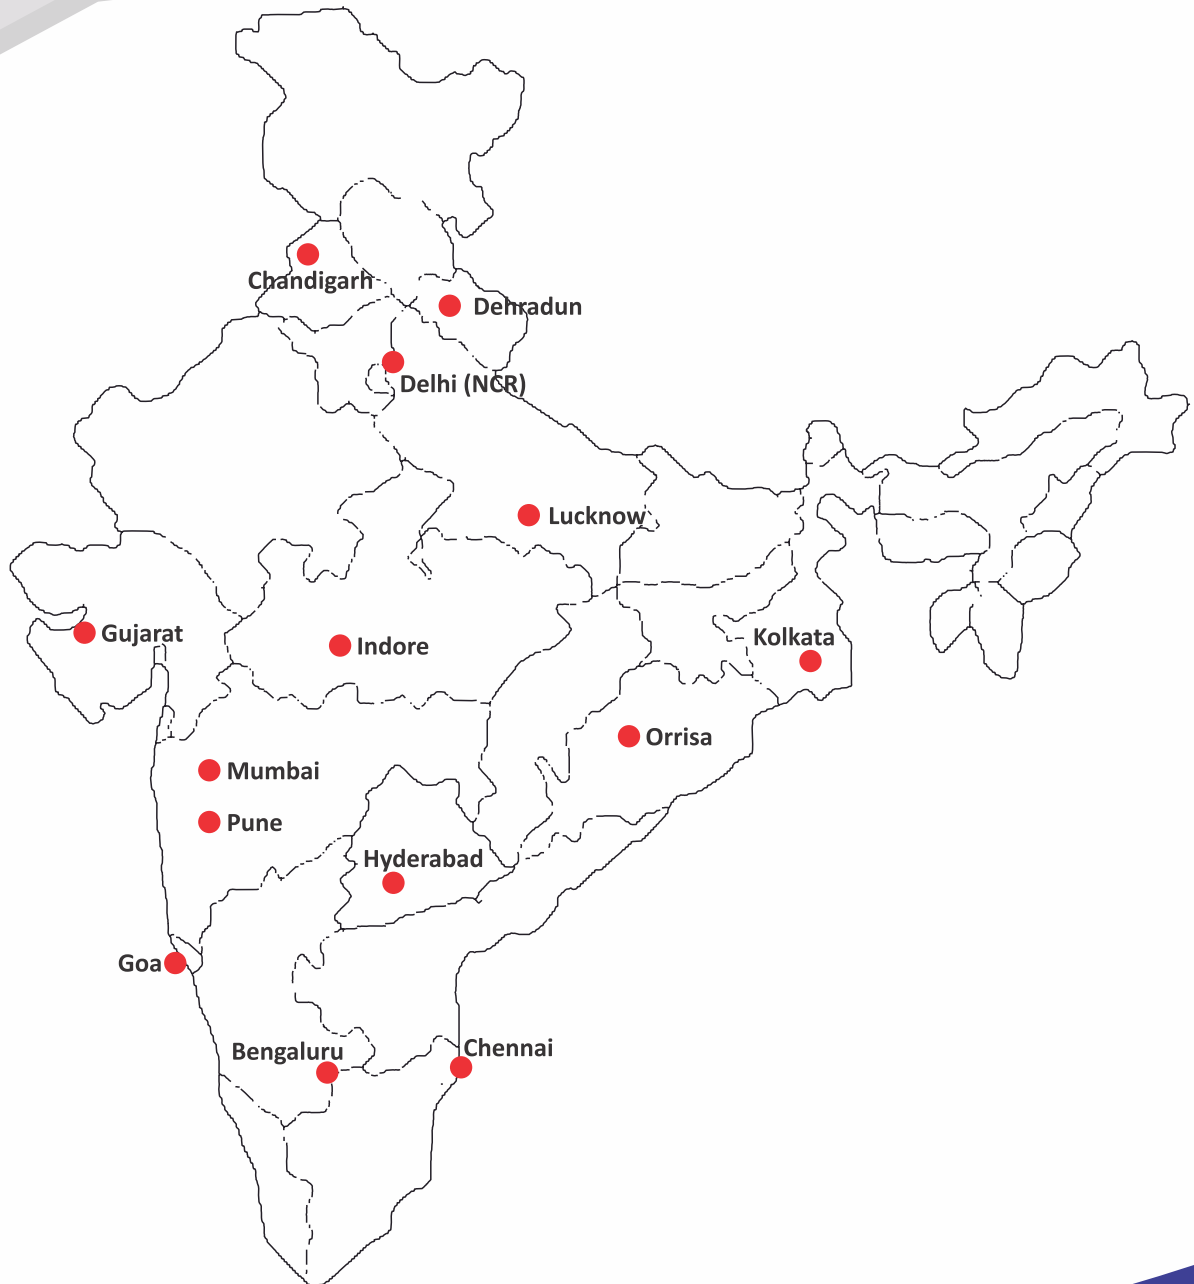 Chandigarh
Dehradun
Delhi (NCR)
Lucknow
Gujarat
Indore
Kolkata
Orrisa
Mumbai
Pune
Hyderabad
Goa
Bengaluru
Chennai